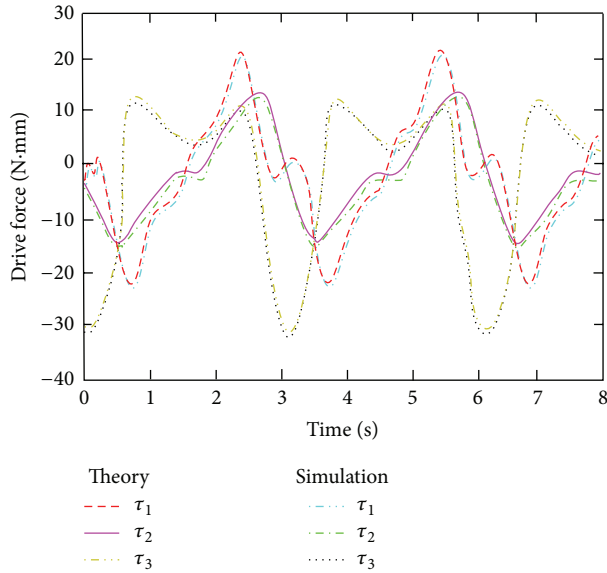 30
20
10
0
−10
−20
−30
−40
Drive force (N·mm)
0 1 2 3 4 5 6 7 8
Time (s)
Theory Simulation
τ1 τ1
τ2 τ2
τ3 τ3